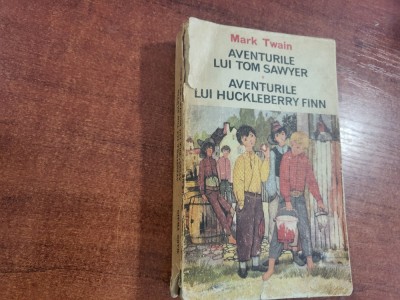 Mark Twain
AVENTURILE
LUI TOM SAWYER
AVENTURILE
LUI HUCKLEBERRY FINN